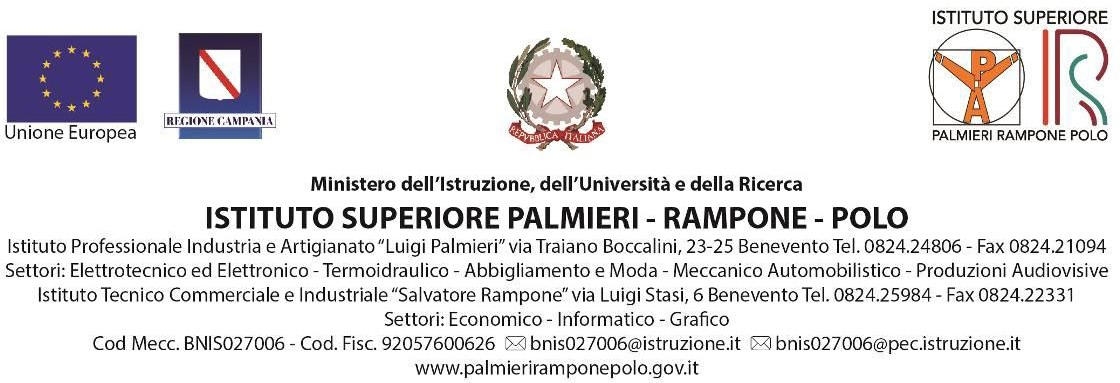 ISTITUTO SUPERIORE
PIA
IR
PALMIERI RAMPONE POLO
Unione Europea
REGIONE CAMPANIA
REPVBBLICA ITALIANA
Ministero dell'Istruzione, dell'Università e della Ricerca
ISTITUTO SUPERIORE PALMIERI - RAMPONE - POLO
Istituto Professionale Industria e Artigianato “Luigi Palmieri” via Traiano Boccalini, 23-25 Benevento Tel. 0824.24806 - Fax 0824.21094
Settori: Elettrotecnico ed Elettronico - Termoidraulico - Abbigliamento e Moda - Meccanico Automobilistico - Produzioni Audiovisive
Istituto Tecnico Commerciale e Industriale “Salvatore Rampone” via Luigi Stasi, 6 Benevento Tel. 0824.25984 - Fax 0824.22331
Settori: Economico - Informatico - Grafico
Cod Mecc. BNIS027006 - Cod. Fisc. 92057600626 bnis027006@istruzione.it bnis027006@pec.istruzione.it
www.palmieriramponepolo.gov.it